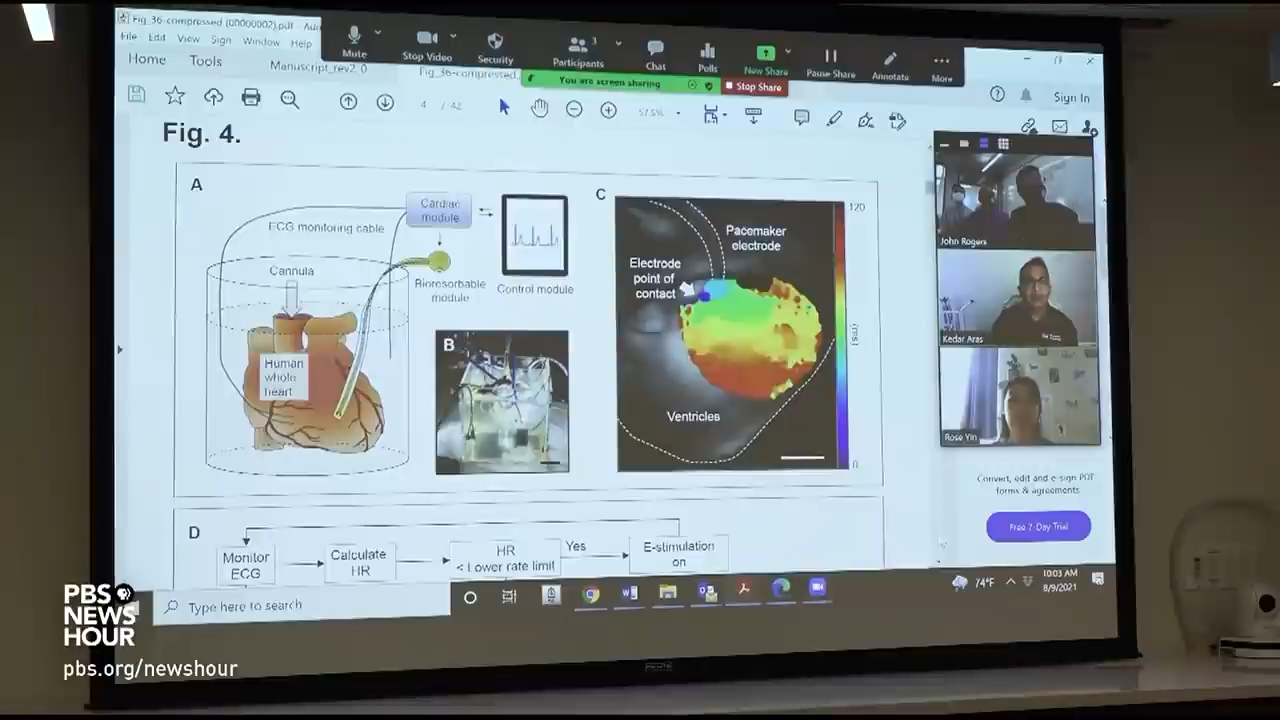 Fig_36-compressed (00000002).pdf
File Edit View Sign Window Help
Home Tools
Manuscript_rev2.0
Fig_36-compressed.
Mute
Stop Video
Security
Participants
3
Chat
Polls
New Share
Pause Share
Annotate
More
You are screen sharing
Stop Share
4 / 42
57.5%
Sign In
Fig. 4.
A
ECG monitoring cable
Cardiac
module
Cannula
Bioresorbable
module
Control module
Human
whole
heart
B
C
Pacemaker
electrode
Electrode
point of
contact
Ventricles
120
(ms)
0
D
Monitor
ECG
Calculate
HR
HR
< Lower rate limit
Yes
E-stimulation
on
John Rogers
Kedar Aras
Rose Yin
Convert, edit and e-sign PDF
forms & agreements
Free 7-Day Trial
Type here to search
74°F
10:03 AM
8/9/2021
PBS
NEWS
HOUR
pbs.org/newshour